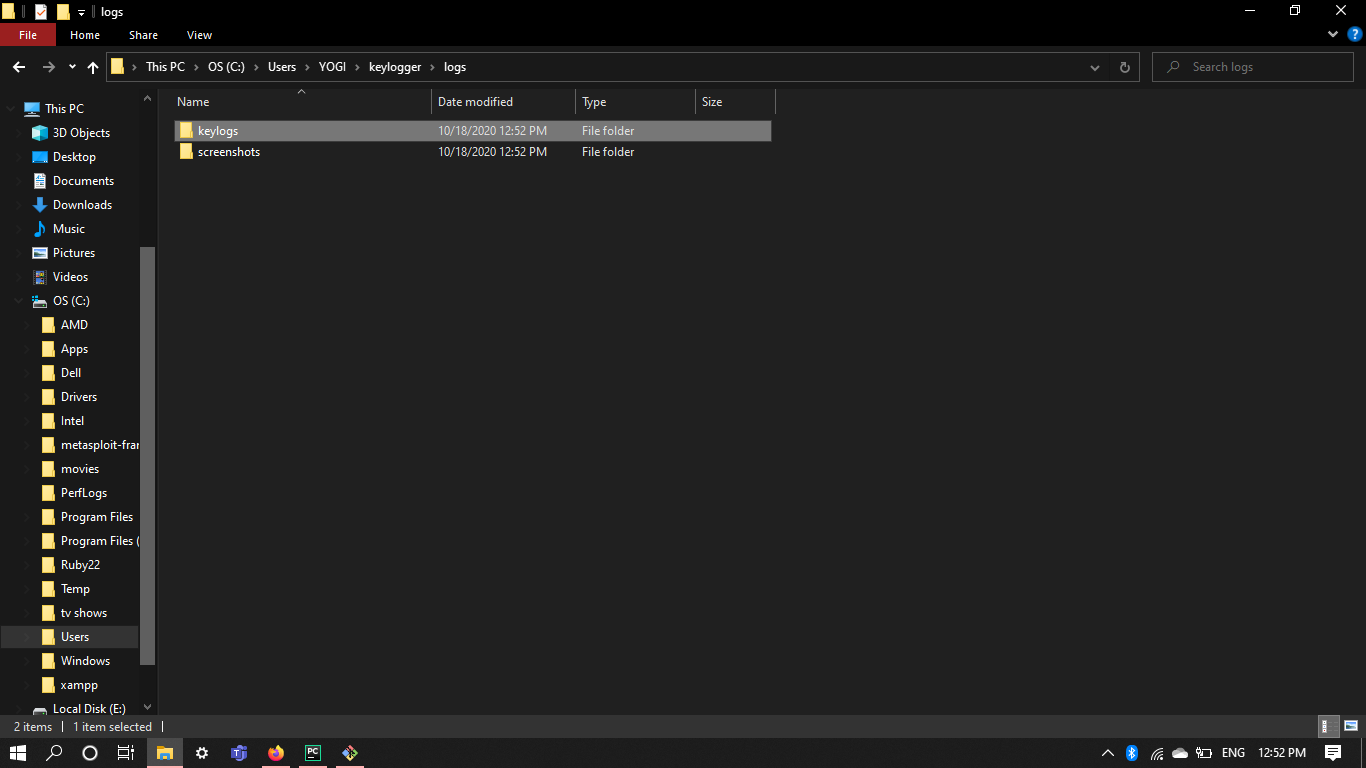 logs
File Home Share View
This PC OS (C:) Users YOGI keylogger logs Search logs
Name Date modified Type Size
keylogs 10/18/2020 12:52 PM File folder
screenshots 10/18/2020 12:52 PM File folder
This PC
3D Objects
Desktop
Documents
Downloads
Music
Pictures
Videos
OS (C:)
AMD
Apps
Dell
Drivers
Intel
metasploit-fran
movies
PerfLogs
Program Files
Program Files (
Ruby22
Temp
tv shows
Users
Windows
xampp
Local Disk (E:)
2 items 1 item selected
PC ENG 12:52 PM